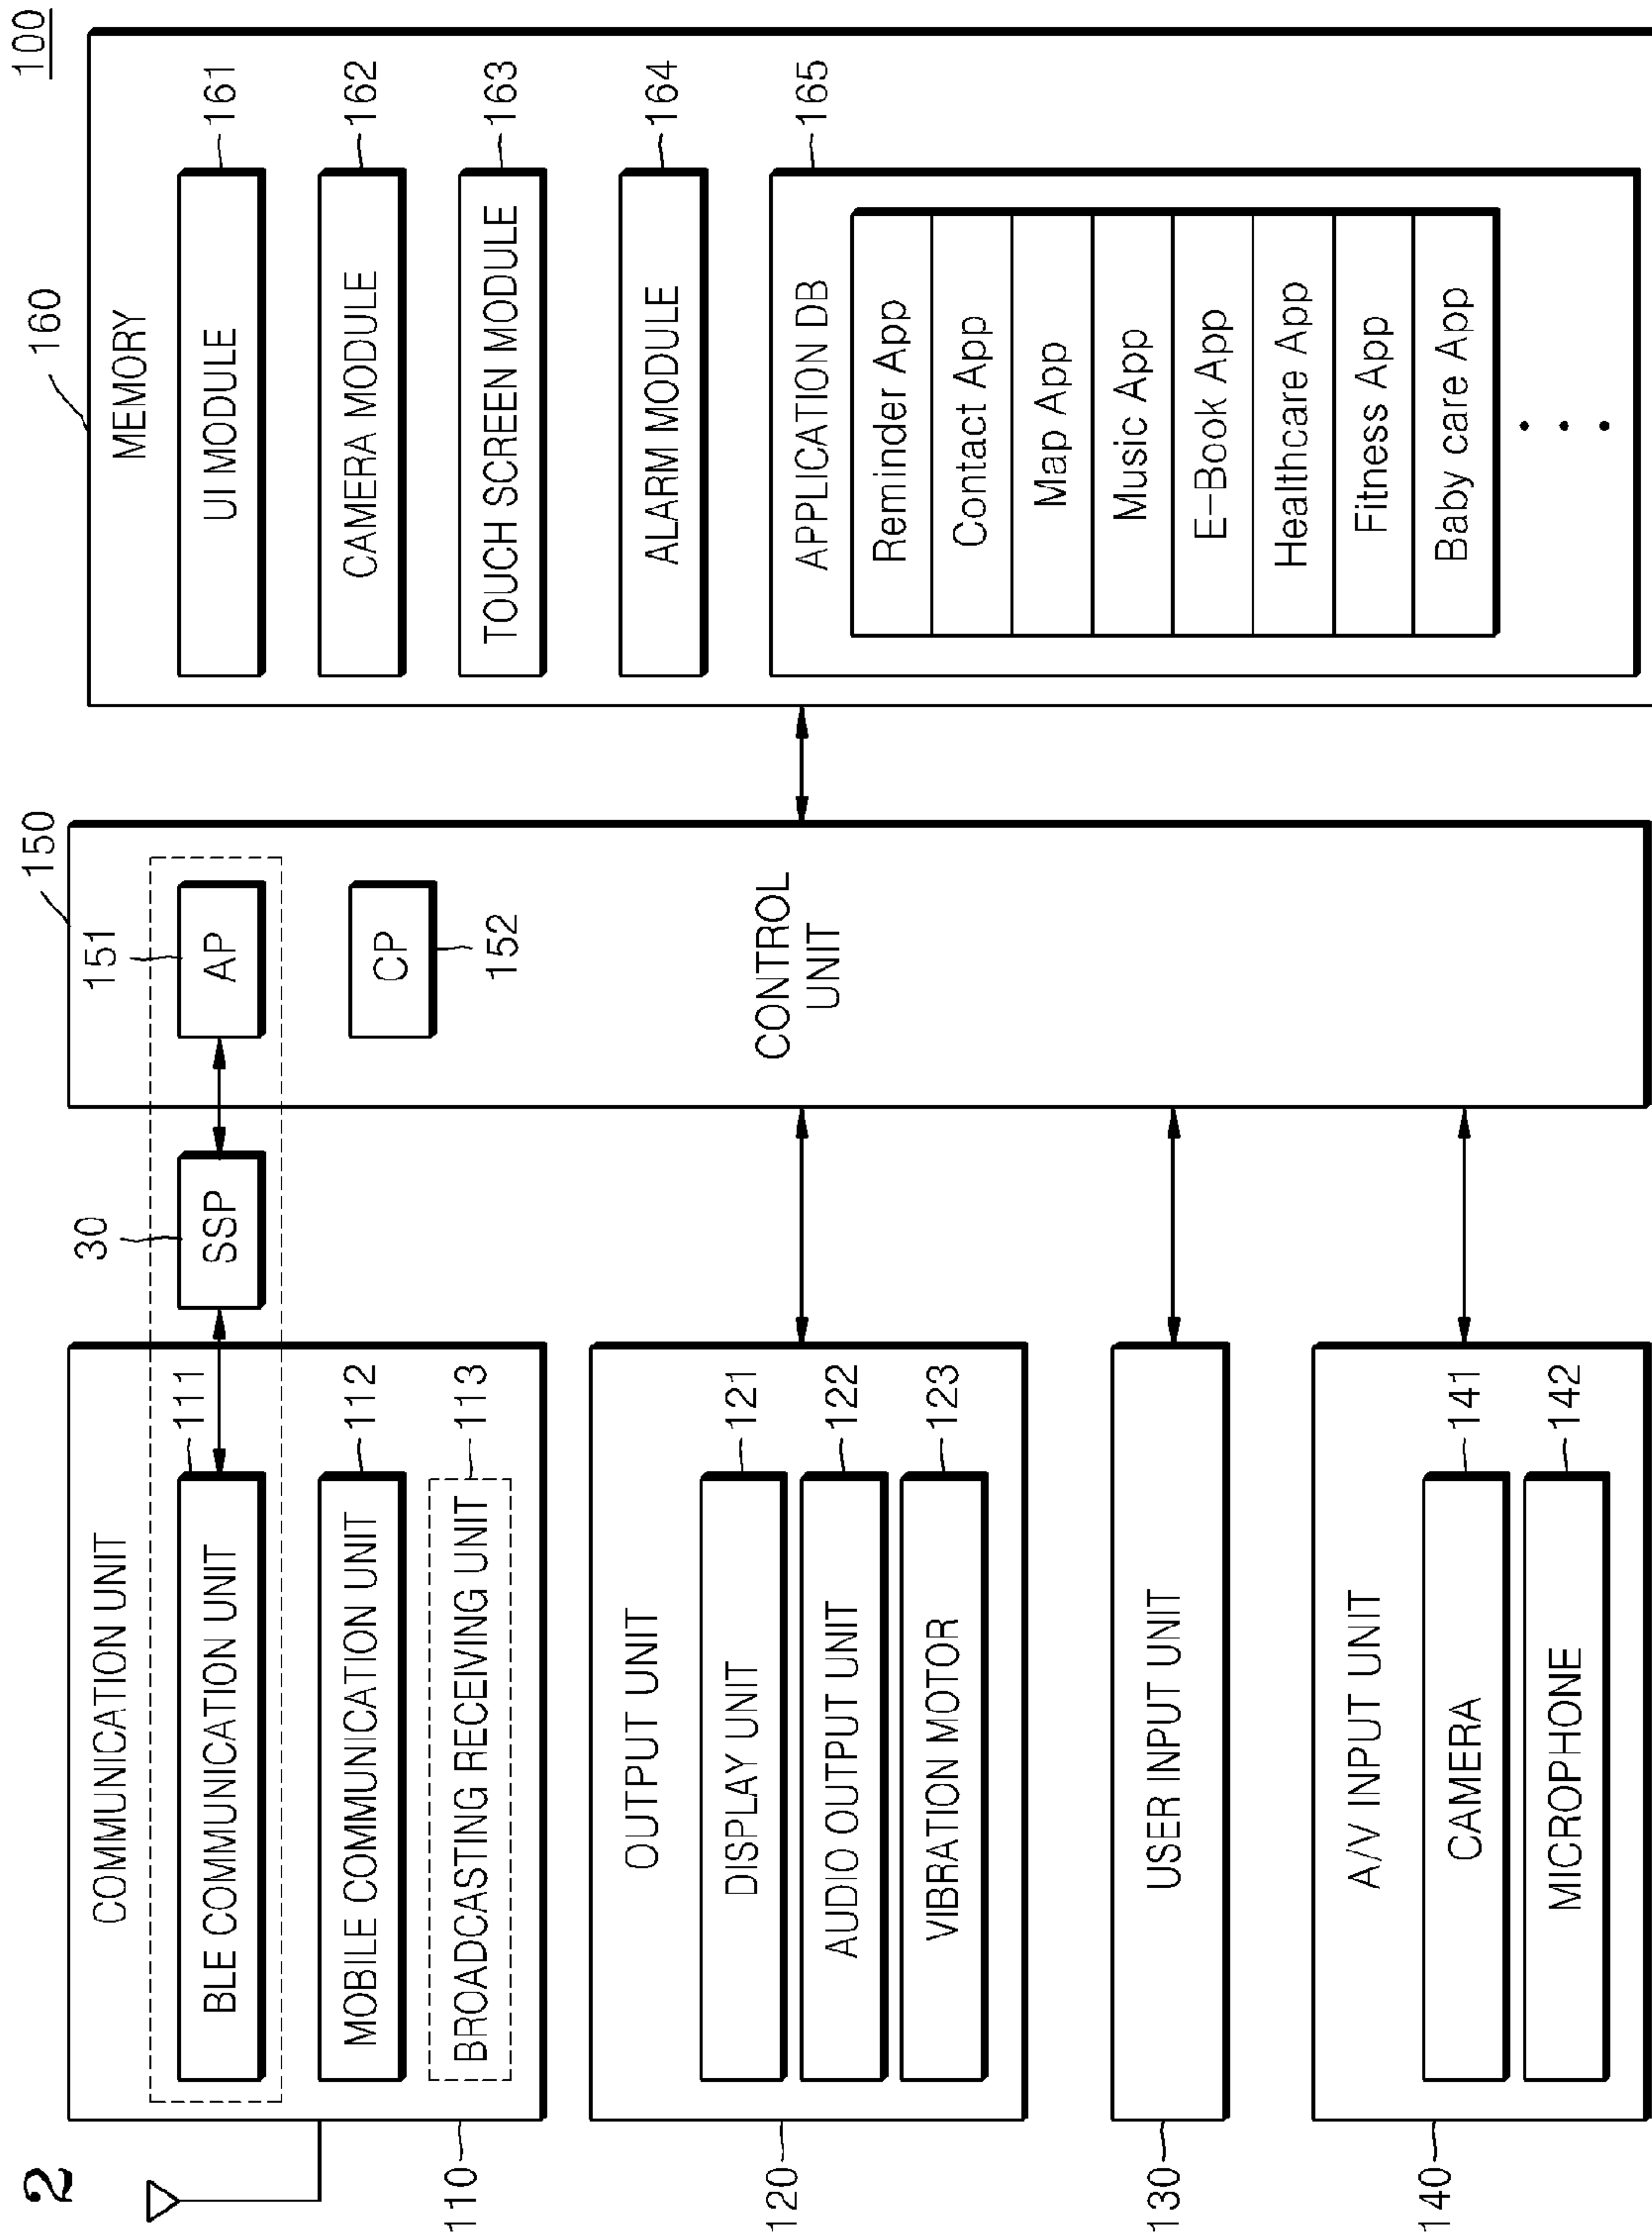 2
100
COMMUNICATION UNIT
BLE COMMUNICATION UNIT
111
MOBILE COMMUNICATION UNIT
112
BROADCASTING RECEIVING UNIT
113
110
OUTPUT UNIT
DISPLAY UNIT
121
AUDIO OUTPUT UNIT
122
VIBRATION MOTOR
123
120
USER INPUT UNIT
130
A/V INPUT UNIT
CAMERA
141
MICROPHONE
142
140
30
SSP
150
151
AP
CP
152
CONTROL
UNIT
160
MEMORY
UI MODULE
161
CAMERA MODULE
162
TOUCH SCREEN MODULE
163
ALARM MODULE
164
APPLICATION DB
165
Reminder App
Contact App
Map App
Music App
E-Book App
Healthcare App
Fitness App
Baby care App